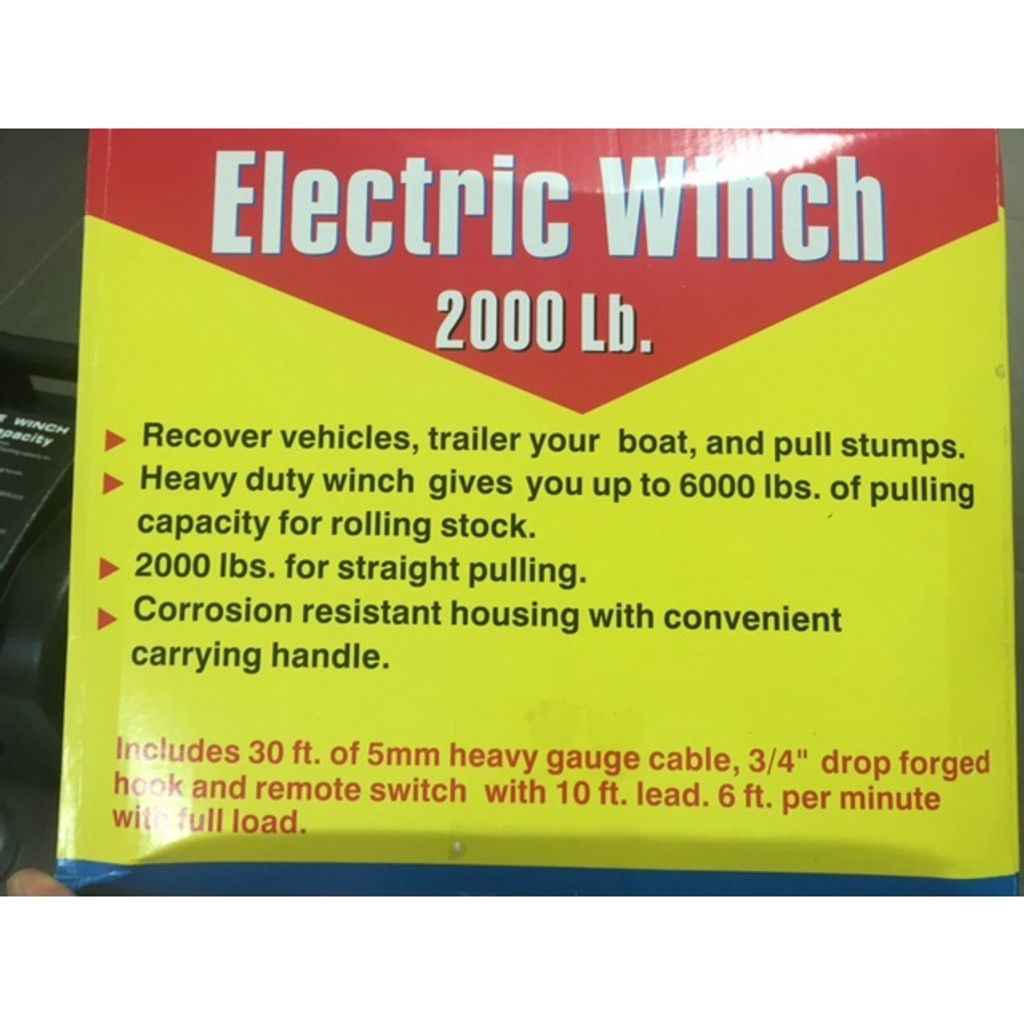 Electric Winch
2000 Lb.
Recover vehicles, trailer your boat, and pull stumps.
Heavy duty winch gives you up to 6000 lbs. of pulling
capacity for rolling stock.
2000 lbs. for straight pulling.
Corrosion resistant housing with convenient
carrying handle.
Includes 30 ft. of 5mm heavy gauge cable, 3/4" drop forged
hook and remote switch with 10 ft. lead. 6 ft. per minute
with full load.
WINCH